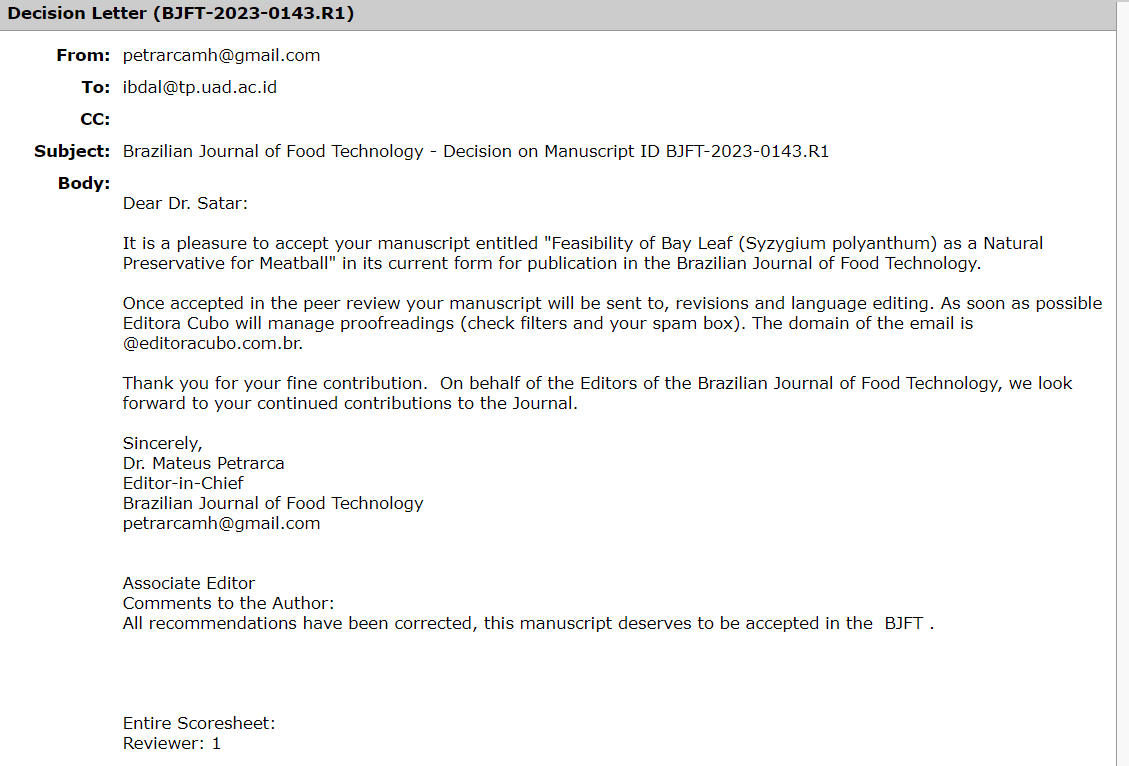 Decision Letter (BJFT-2023-0143.R1)
From: petrarcamh@gmail.com
To: ibdal@tp.uad.ac.id
CC:
Subject: Brazilian Journal of Food Technology - Decision on Manuscript ID BJFT-2023-0143.R1
Body:
Dear Dr. Satar:
It is a pleasure to accept your manuscript entitled "Feasibility of Bay Leaf (Syzygium polyanthum) as a Natural
Preservative for Meatball" in its current form for publication in the Brazilian Journal of Food Technology.
Once accepted in the peer review your manuscript will be sent to, revisions and language editing. As soon as possible
Editora Cubo will manage proofreadings (check filters and your spam box). The domain of the email is
@editoracubo.com.br.
Thank you for your fine contribution.  On behalf of the Editors of the Brazilian Journal of Food Technology, we look
forward to your continued contributions to the Journal.
Sincerely,
Dr. Mateus Petrarca
Editor-in-Chief
Brazilian Journal of Food Technology
petrarcamh@gmail.com
Associate Editor
Comments to the Author:
All recommendations have been corrected, this manuscript deserves to be accepted in the  BJFT .
Entire Scoresheet:
Reviewer: 1